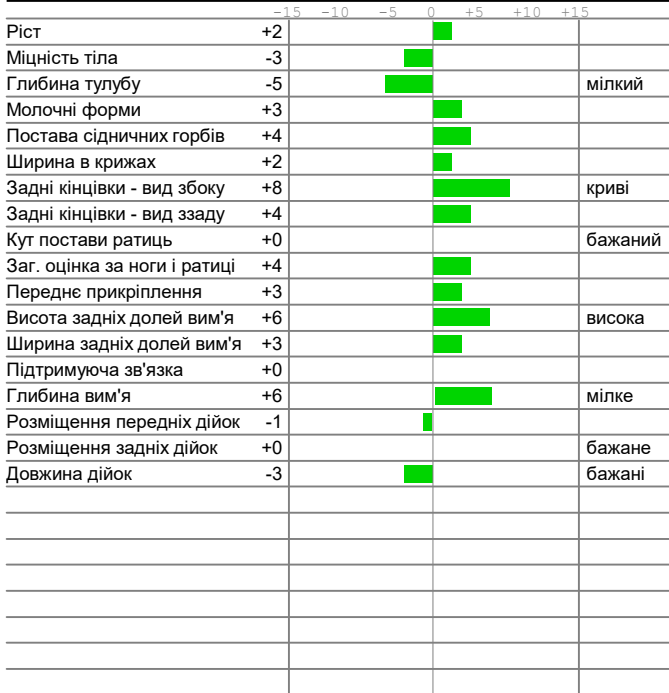 -15 -10 -5 0 +5 +10 +15
Ріст +2
Міцність тіла -3
Глибина тулубу -5 мілкий
Молочні форми +3
Постава сідничних горбів +4
Ширина в крижах +2
Задні кінцівки - вид збоку +8 криві
Задні кінцівки - вид ззаду +4
Кут постави ратиць +0 бажаний
Заг. оцінка за ноги і ратиці +4
Переднє прикріплення +3
Висота задніх долей вим'я +6 висока
Ширина задніх долей вим'я +3
Підтримуюча зв'язка +0
Глибина вим'я +6 мілке
Розміщення передніх дійок -1
Розміщення задніх дійок +0 бажане
Довжина дійок -3 бажані